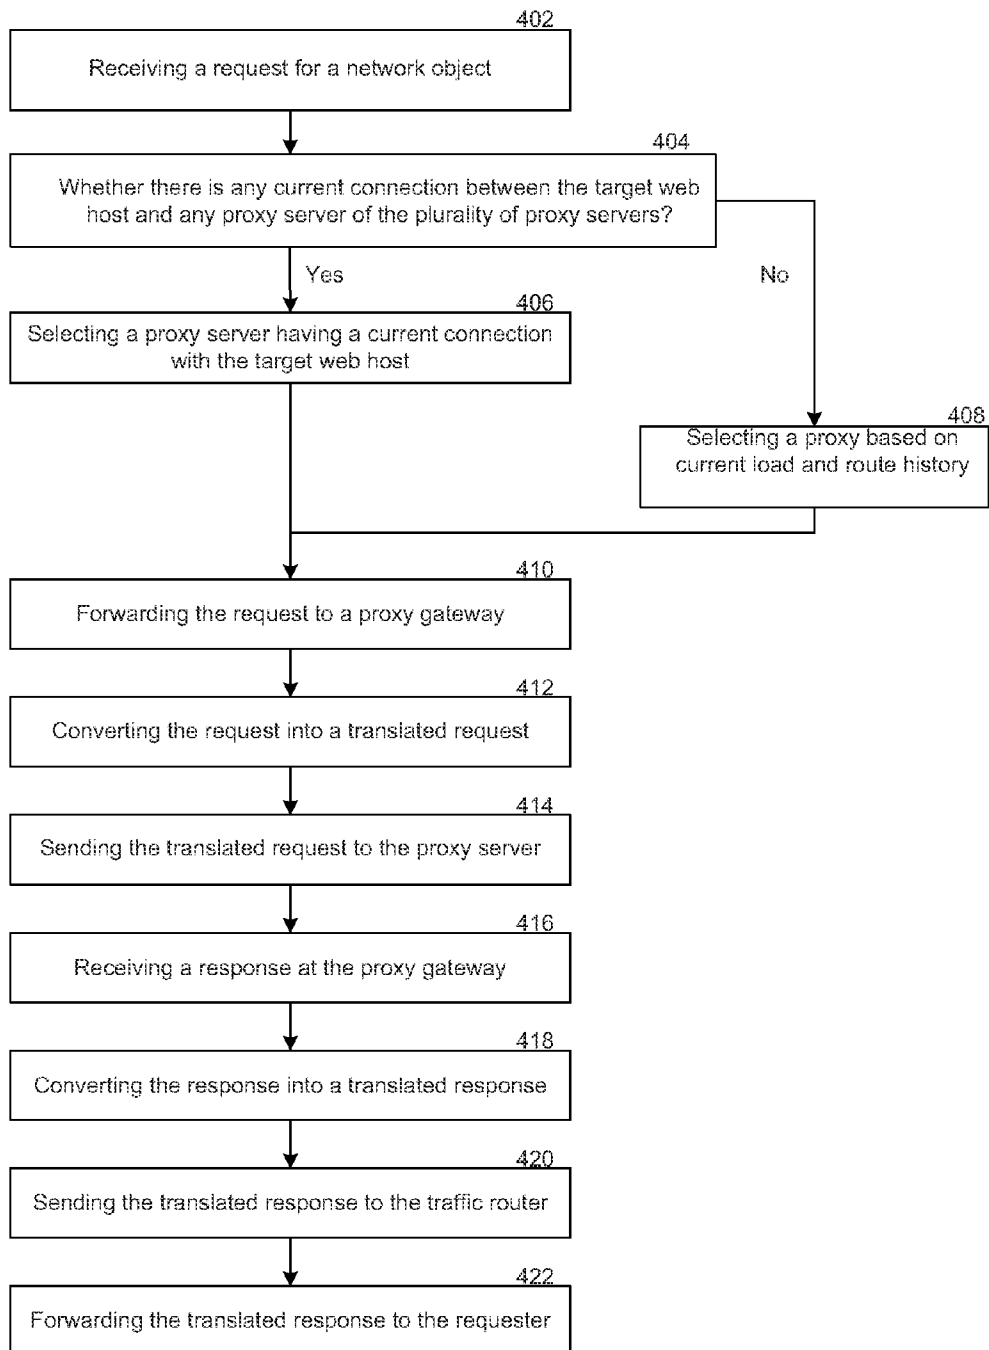 402
Receiving a request for a network object
404
Whether there is any current connection between the target web
host and any proxy server of the plurality of proxy servers?
Yes
No
406
Selecting a proxy server having a current connection
with the target web host
408
Selecting a proxy based on
current load and route history
410
Forwarding the request to a proxy gateway
412
Converting the request into a translated request
414
Sending the translated request to the proxy server
416
Receiving a response at the proxy gateway
418
Converting the response into a translated response
420
Sending the translated response to the traffic router
422
Forwarding the translated response to the requester